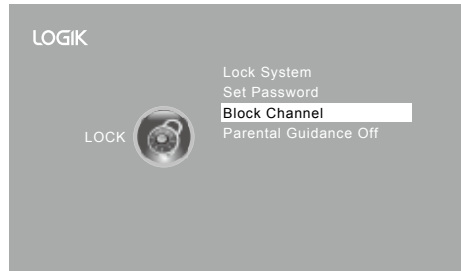 LOGIK
Lock System
Set Password
Block Channel
LOCK
Parental Guidance Off